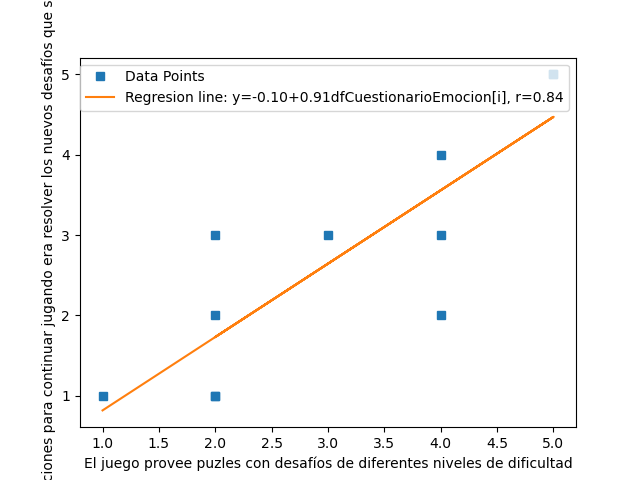 Data Points
Regresion line: y=-0.10+0.91dfCuestionarioEmocion[i], r=0.84
ciones para continuar jugando era resolver los nuevos desafíos que s
5
4
3
2
1
1.0 1.5 2.0 2.5 3.0 3.5 4.0 4.5 5.0
El juego provee puzles con desafíos de diferentes niveles de dificultad